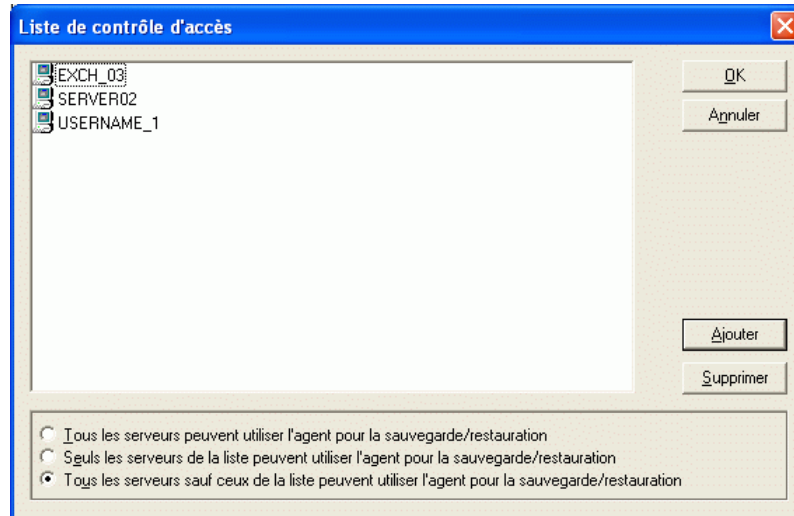 Liste de contrôle d'accès
EXCH_03
SERVER02
USERNAME_1
OK
Annuler
Ajouter
Supprimer
Tous les serveurs peuvent utiliser l'agent pour la sauvegarde/restauration
Seuls les serveurs de la liste peuvent utiliser l'agent pour la sauvegarde/restauration
Tous les serveurs sauf ceux de la liste peuvent utiliser l'agent pour la sauvegarde/restauration